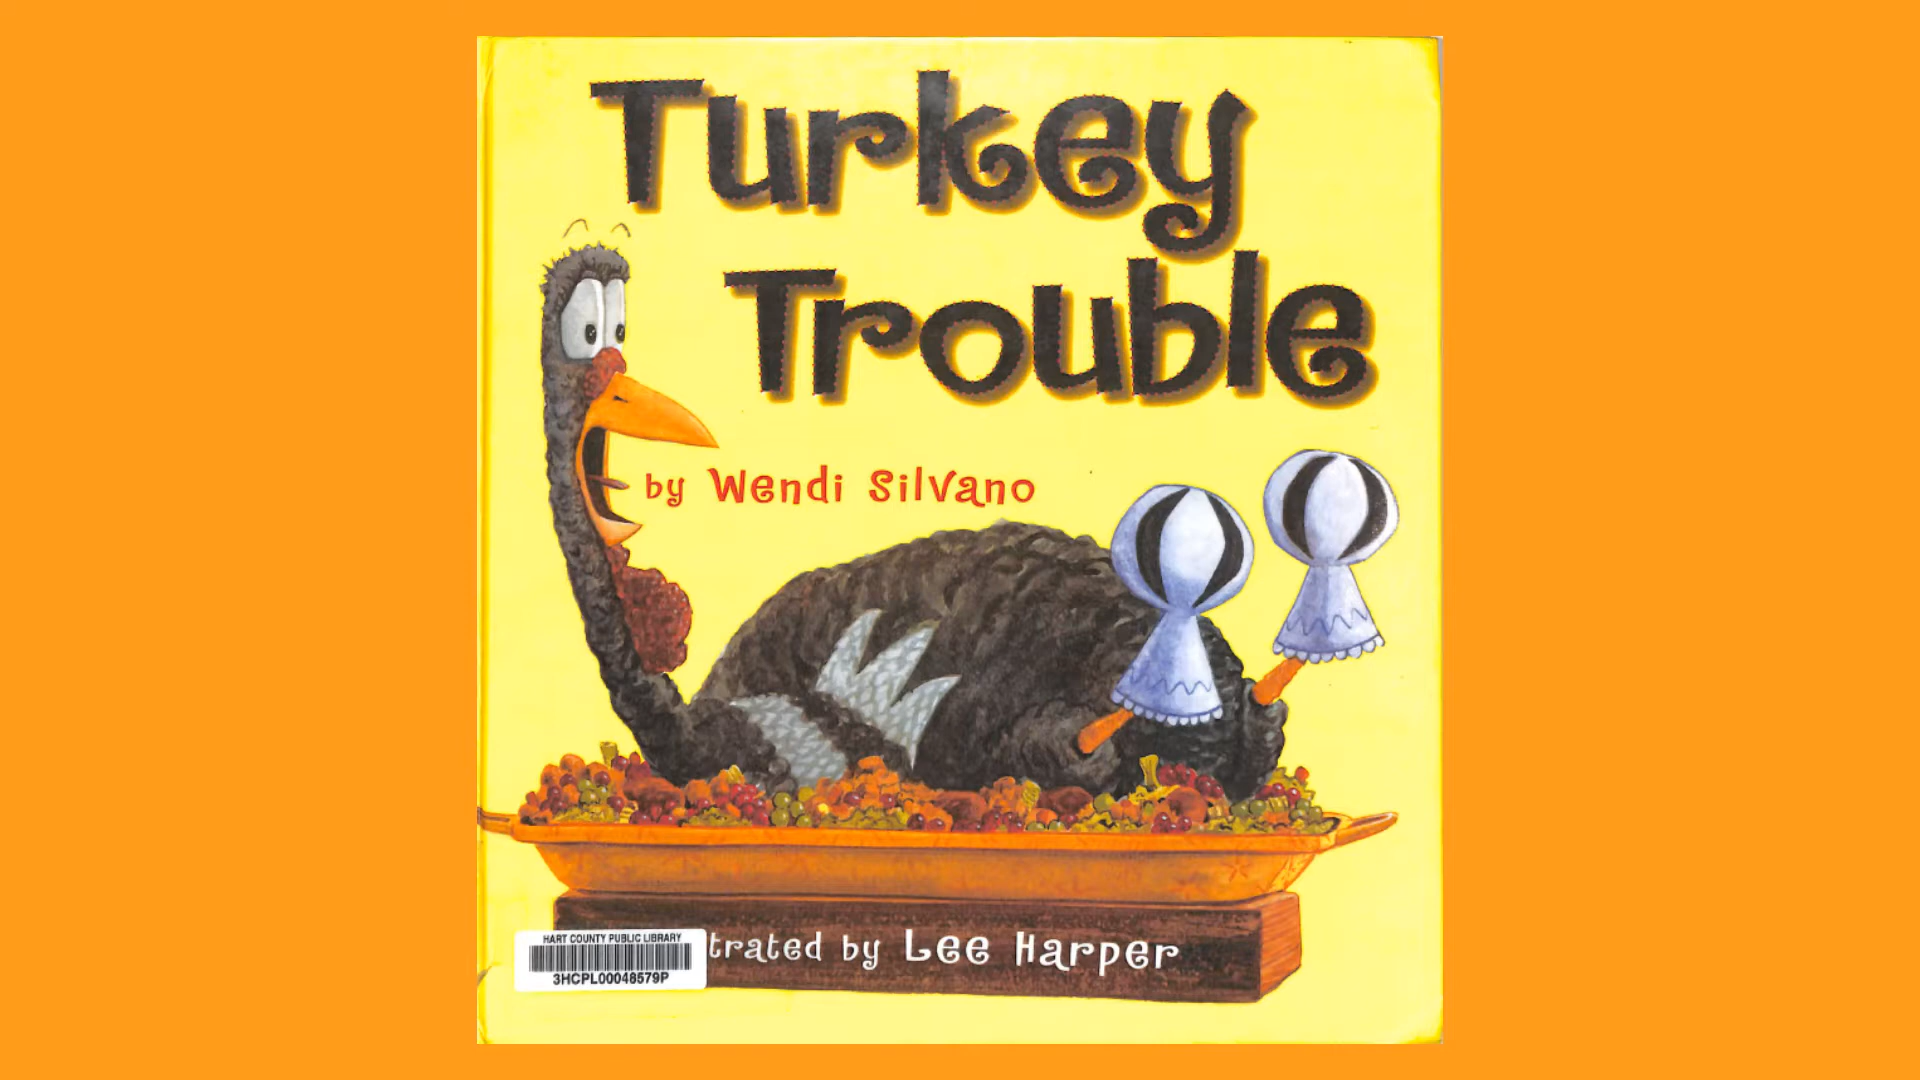 Turkey
Trouble
by Wendi Silvano
HART COUNTY PUBLIC LIBRARY
3HCPL00048579P
trated by Lee Harper